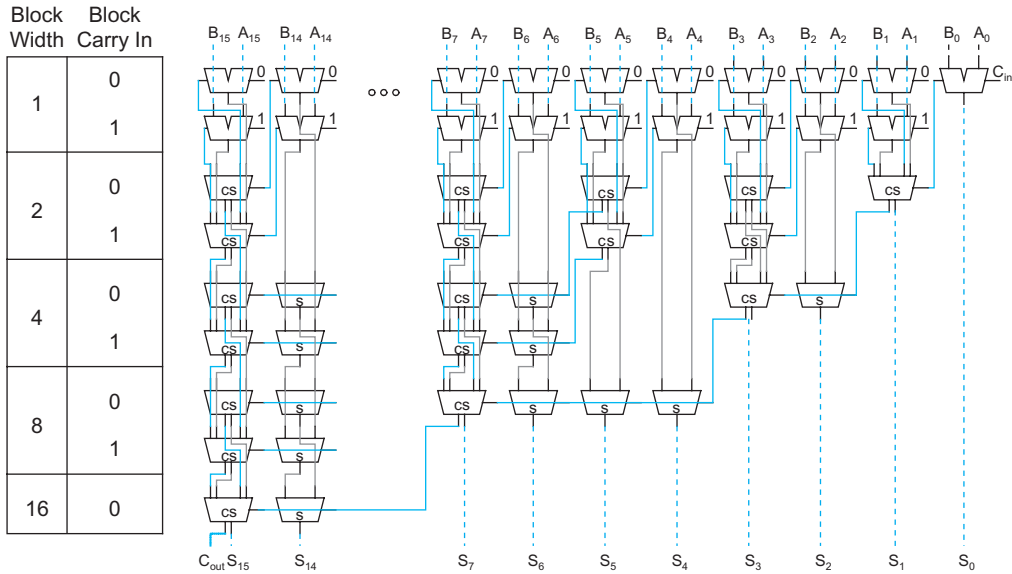 Block Width
Block Carry In
B15 A15 B14 A14 B7 A7 B6 A6 B5 A5 B4 A4 B3 A3 B2 A2 B1 A1 B0 A0
1
0
0 0 0 0 0 0 0 0 0 Cin
1
1 1 1 1 1 1 1 1 1
2
0
CS CS CS CS
1
CS CS CS CS
4
0
CS S CS S CS S
1
CS S CS S
8
0
CS S CS S S S
1
CS S
16
0
CS S
Cout S15 S14 S7 S6 S5 S4 S3 S2 S1 S0